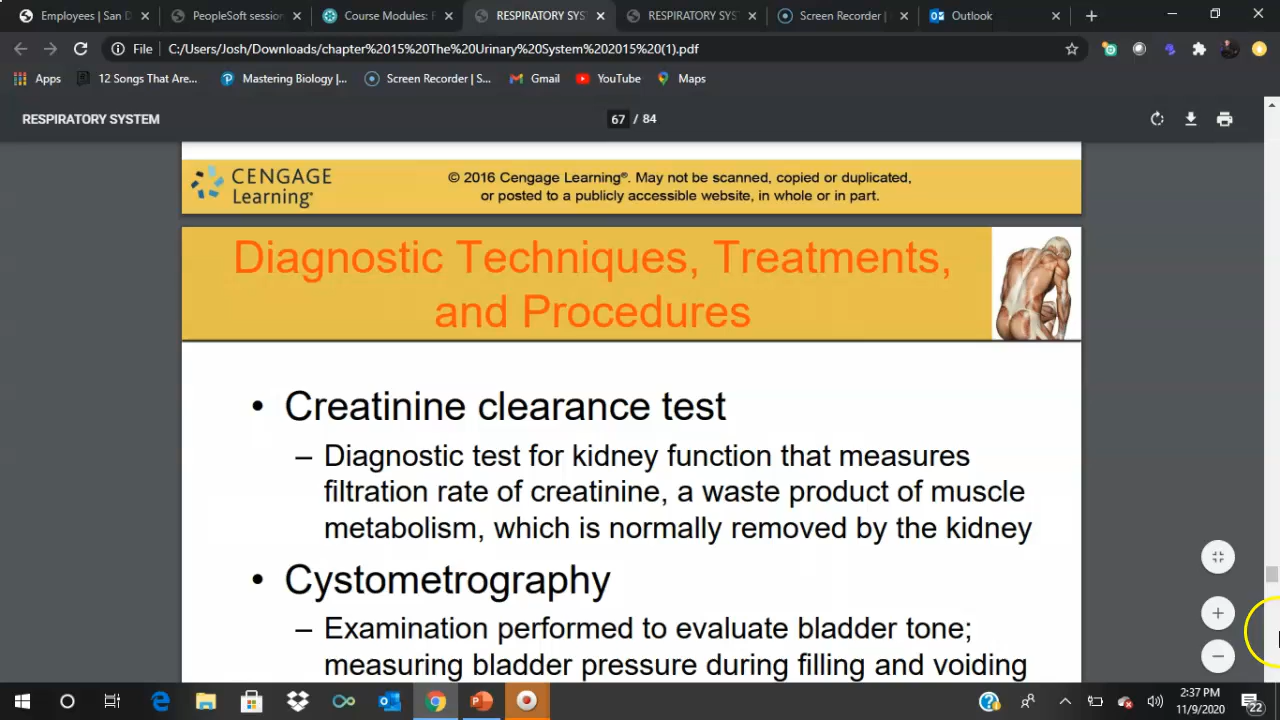 Employees | San D
PeopleSoft session
Course Modules: F
RESPIRATORY SYS
RESPIRATORY SYS
Screen Recorder |
Outlook
File
C:/Users/Josh/Downloads/chapter%2015%20The%20Urinary%20System%202015%20(1).pdf
Apps
12 Songs That Are...
Mastering Biology |...
Screen Recorder | S...
Gmail
YouTube
Maps
RESPIRATORY SYSTEM
67 / 84
CENGAGE
Learning®
© 2016 Cengage Learning®. May not be scanned, copied or duplicated,
or posted to a publicly accessible website, in whole or in part.
Diagnostic Techniques, Treatments,
and Procedures
• Creatinine clearance test
– Diagnostic test for kidney function that measures
filtration rate of creatinine, a waste product of muscle
metabolism, which is normally removed by the kidney
• Cystometrography
– Examination performed to evaluate bladder tone;
measuring bladder pressure during filling and voiding
2:37 PM
11/9/2020
22